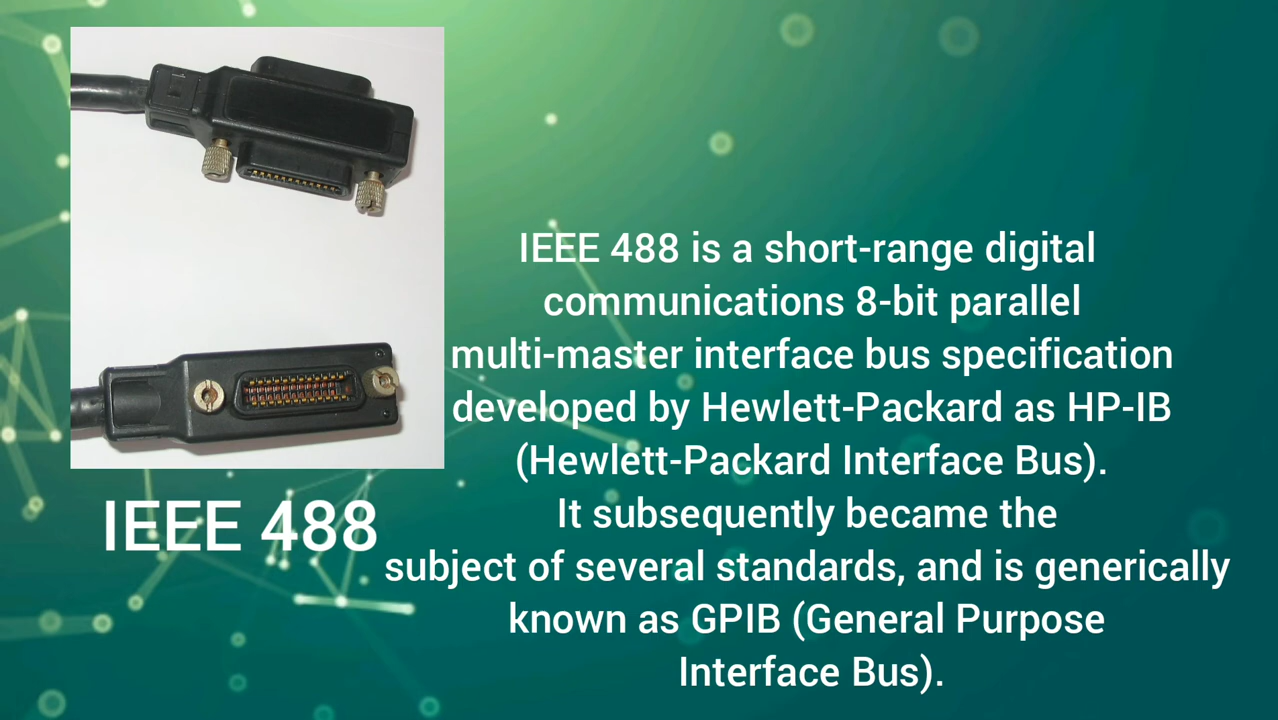 IEEE 488 is a short-range digital
communications 8-bit parallel
multi-master interface bus specification
developed by Hewlett-Packard as HP-IB
(Hewlett-Packard Interface Bus).
It subsequently became the
subject of several standards, and is generically
known as GPIB (General Purpose
Interface Bus).
IEEE 488